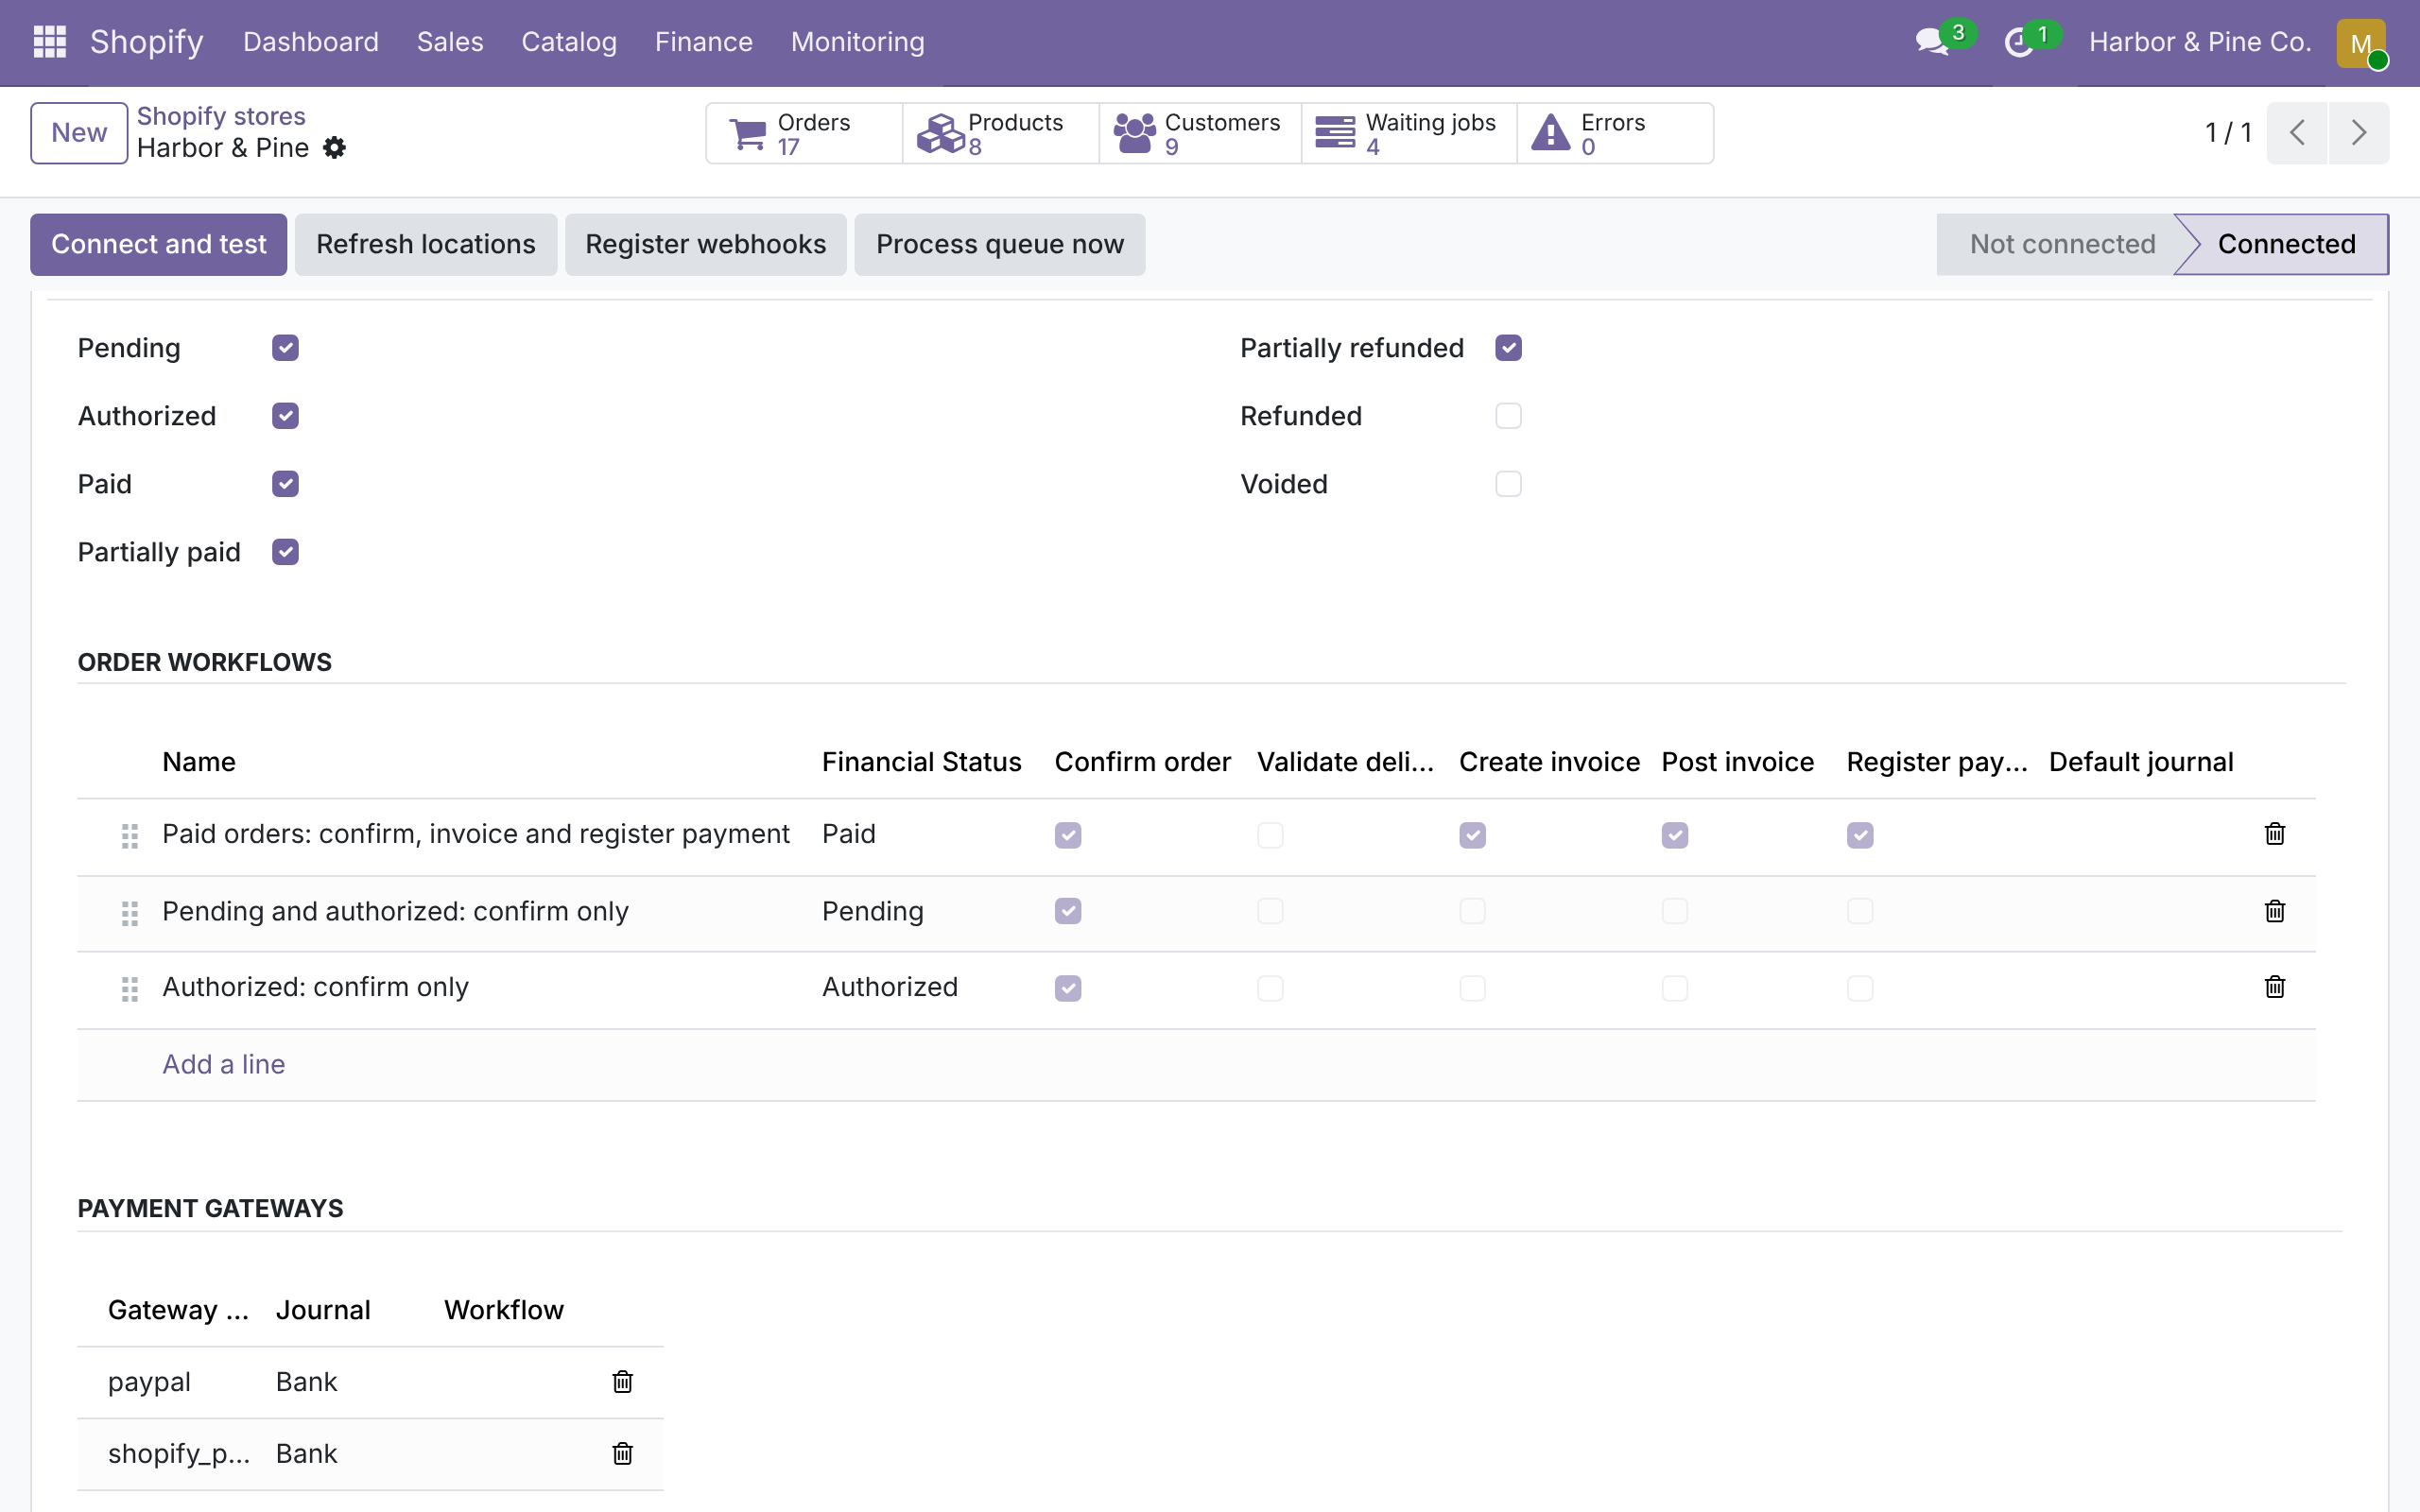 Shopify Dashboard Sales Catalog Finance Monitoring 3 1 Harbor & Pine Co. M
New Shopify stores
Harbor & Pine
Orders 17 Products 8 Customers 9 Waiting jobs 4 Errors 0
1 / 1
Connect and test Refresh locations Register webhooks Process queue now Not connected Connected
Pending Partially refunded
Authorized Refunded
Paid Voided
Partially paid
ORDER WORKFLOWS
Name Financial Status Confirm order Validate deli... Create invoice Post invoice Register pay... Default journal
Paid orders: confirm, invoice and register payment Paid
Pending and authorized: confirm only Pending
Authorized: confirm only Authorized
Add a line
PAYMENT GATEWAYS
Gateway ... Journal Workflow
paypal Bank
shopify_p... Bank